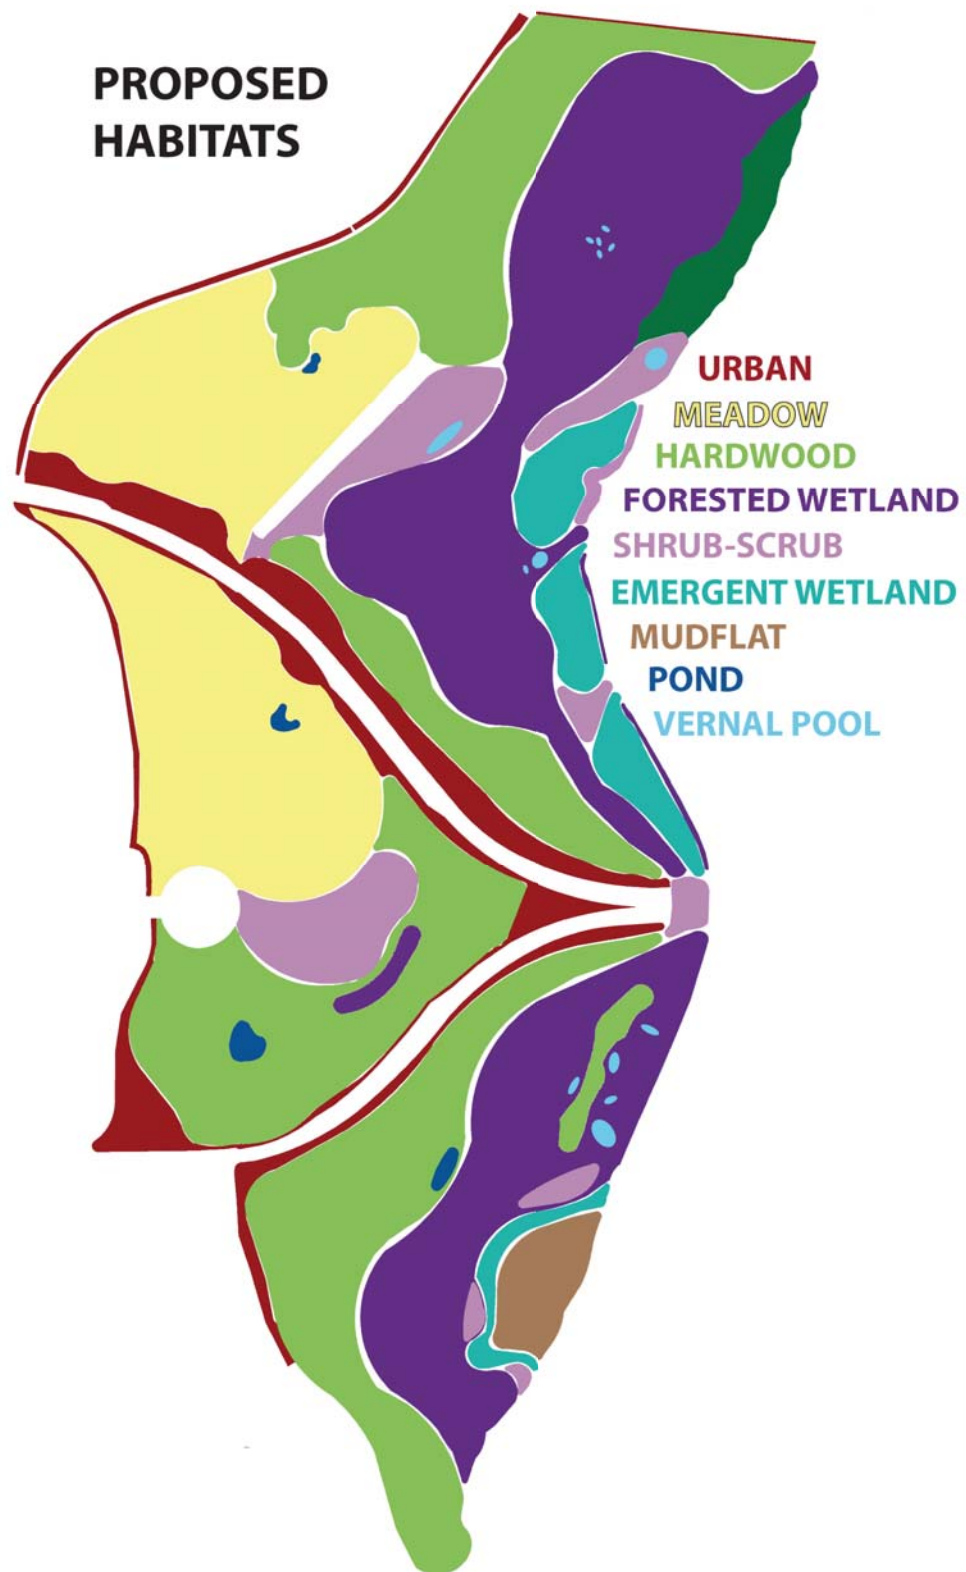 PROPOSED
HABITATS
URBAN
MEADOW
HARDWOOD
FORESTED WETLAND
SHRUB-SCRUB
EMERGENT WETLAND
MUDFLAT
POND
VERNAL POOL